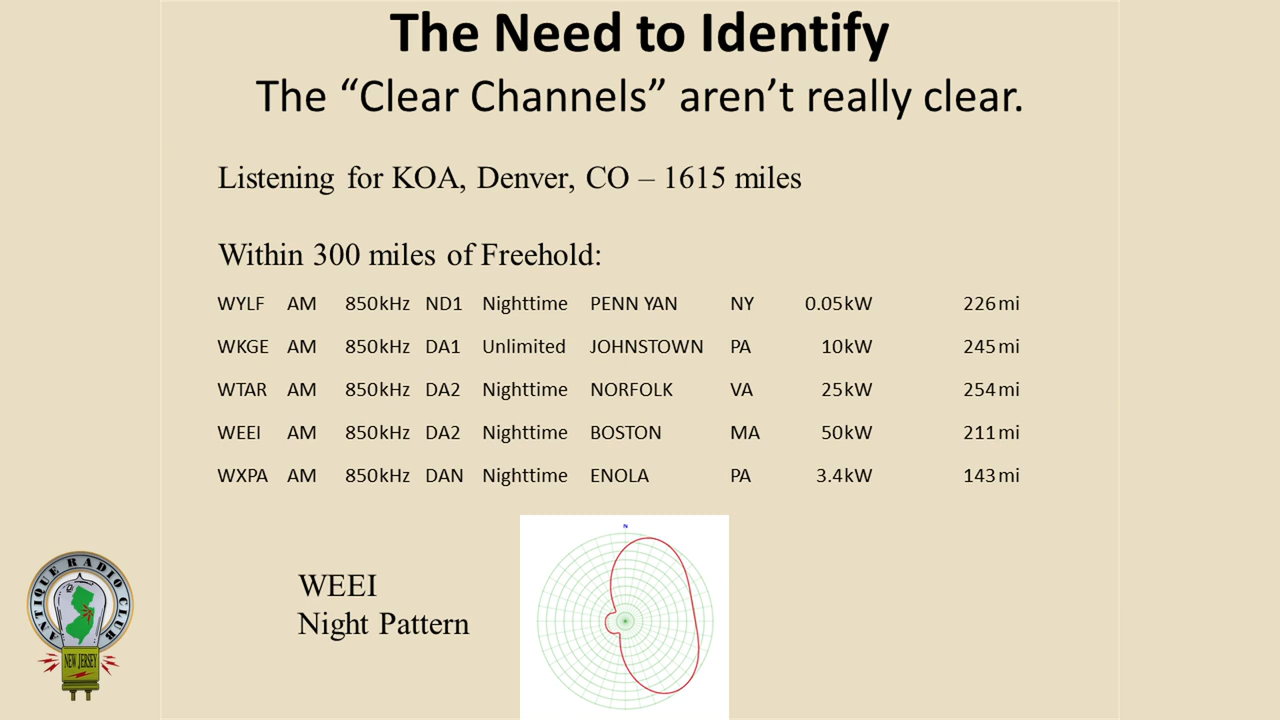 The Need to Identify
The “Clear Channels” aren’t really clear.
Listening for KOA, Denver, CO – 1615 miles
Within 300 miles of Freehold:
WYLF AM 850kHz ND1 Nighttime PENN YAN NY 0.05kW 226mi
WKGE AM 850kHz DA1 Unlimited JOHNSTOWN PA 10kW 245mi
WTAR AM 850kHz DA2 Nighttime NORFOLK VA 25kW 254mi
WEEI AM 850kHz DA2 Nighttime BOSTON MA 50kW 211mi
WXPA AM 850kHz DAN Nighttime ENOLA PA 3.4kW 143mi
N
WEEI
Night Pattern
ANTIQUE RADIO CLUB
NEW JERSEY